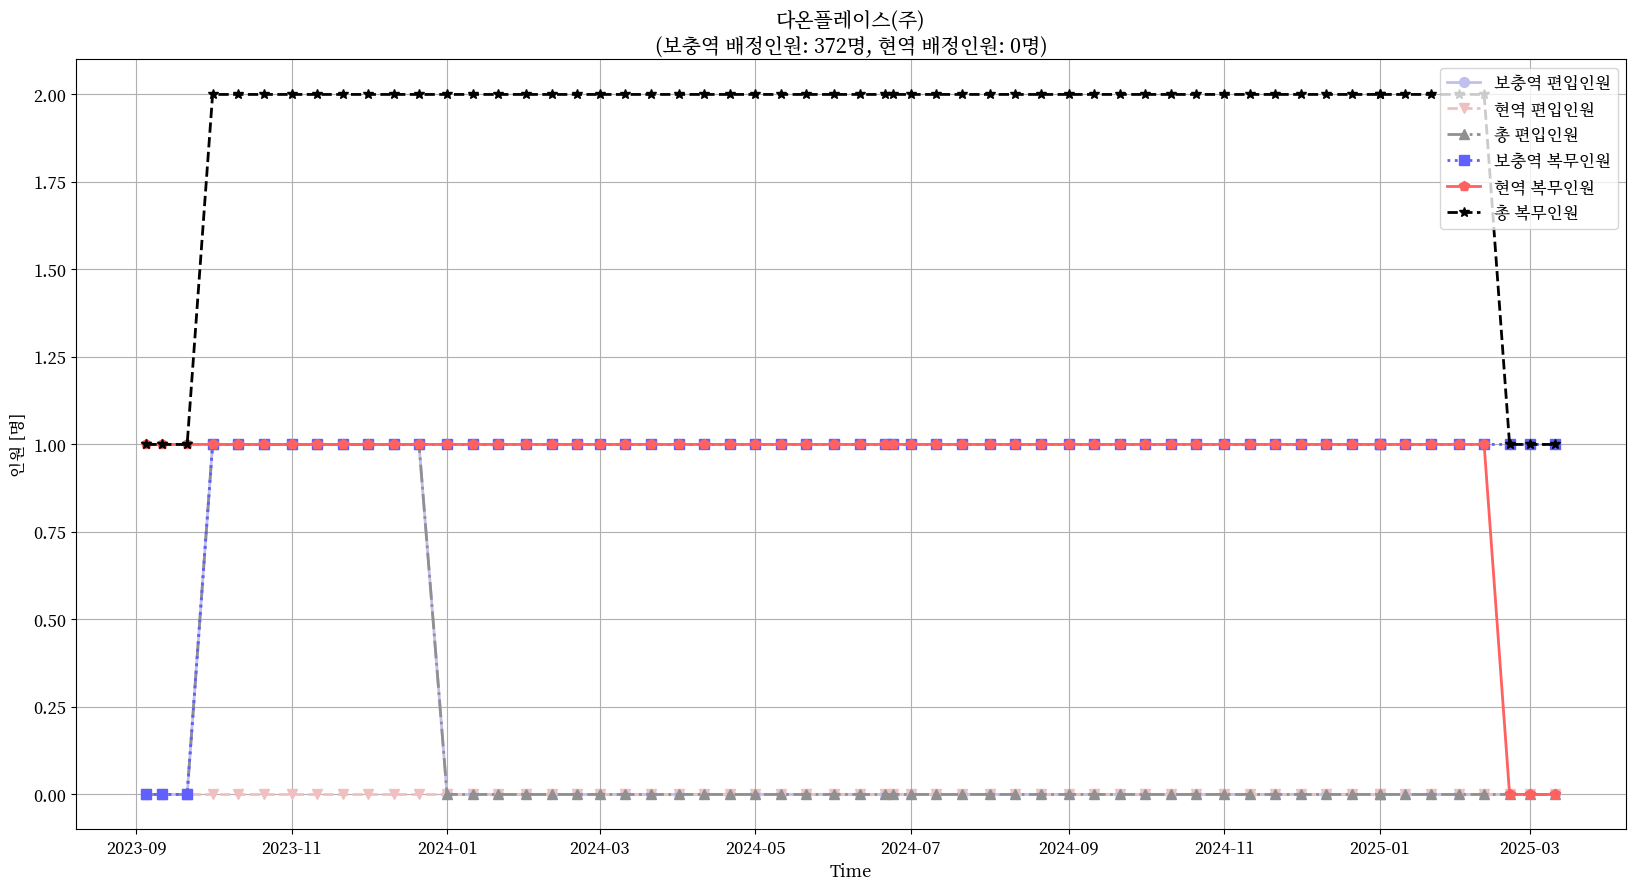 다온플레이스(주)
(보충역 배정인원: 372명, 현역 배정인원: 0명)
보충역 편입인원
현역 편입인원
총 편입인원
보충역 복무인원
현역 복무인원
총 복무인원
인원 [명]
2.00
1.75
1.50
1.25
1.00
0.75
0.50
0.25
0.00
2023-09 2023-11 2024-01 2024-03 2024-05 2024-07 2024-09 2024-11 2025-01 2025-03
Time